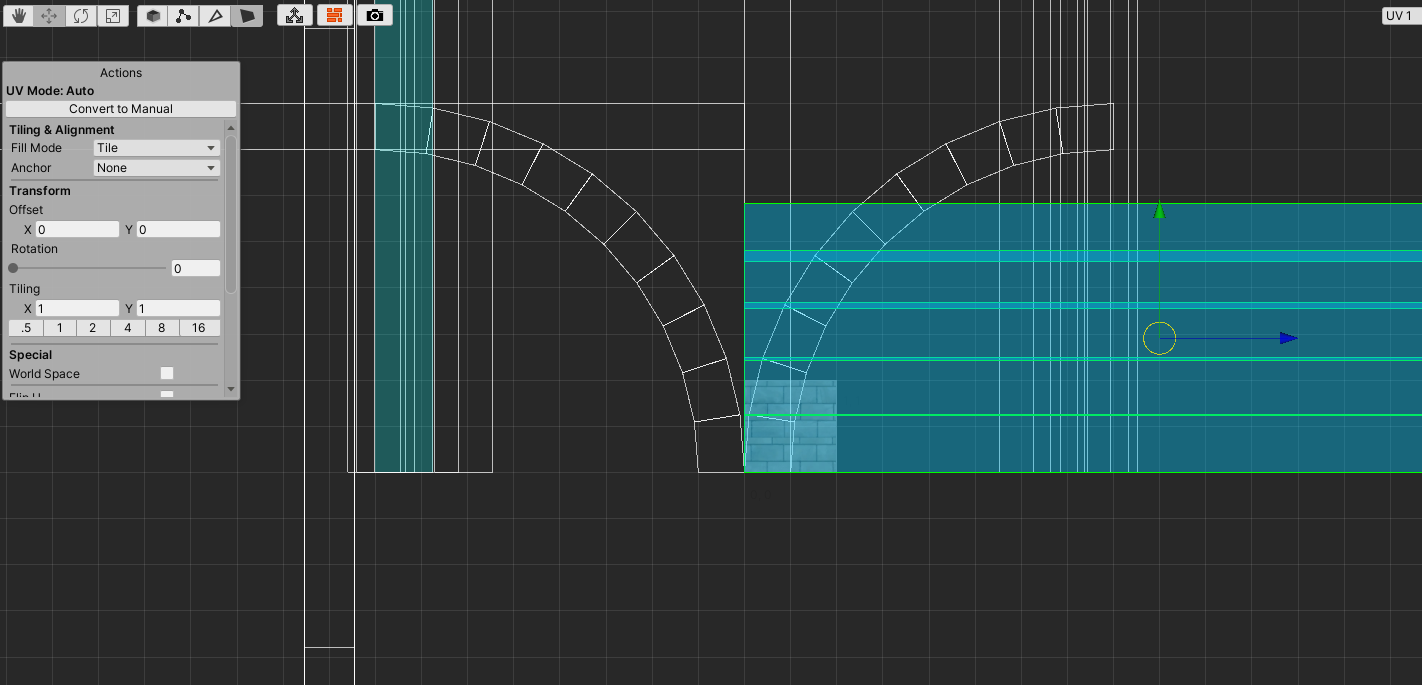 UV 1
Actions
UV Mode: Auto
Convert to Manual
Tiling & Alignment
Fill Mode Tile
Anchor None
Transform
Offset
X 0 Y 0
Rotation
0
Tiling
X 1 Y 1
.5 1 2 4 8 16
Special
World Space
Flip U